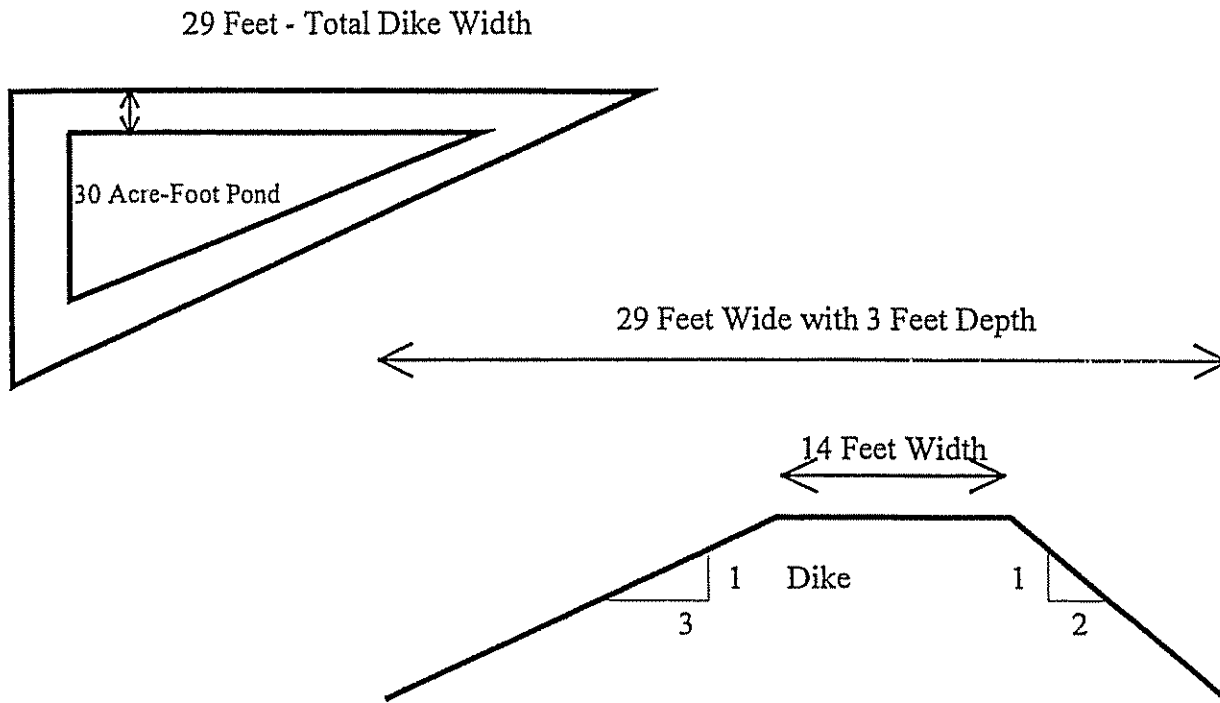 29 Feet - Total Dike Width
30 Acre-Foot Pond
29 Feet Wide with 3 Feet Depth
14 Feet Width
1 Dike 1
3 2